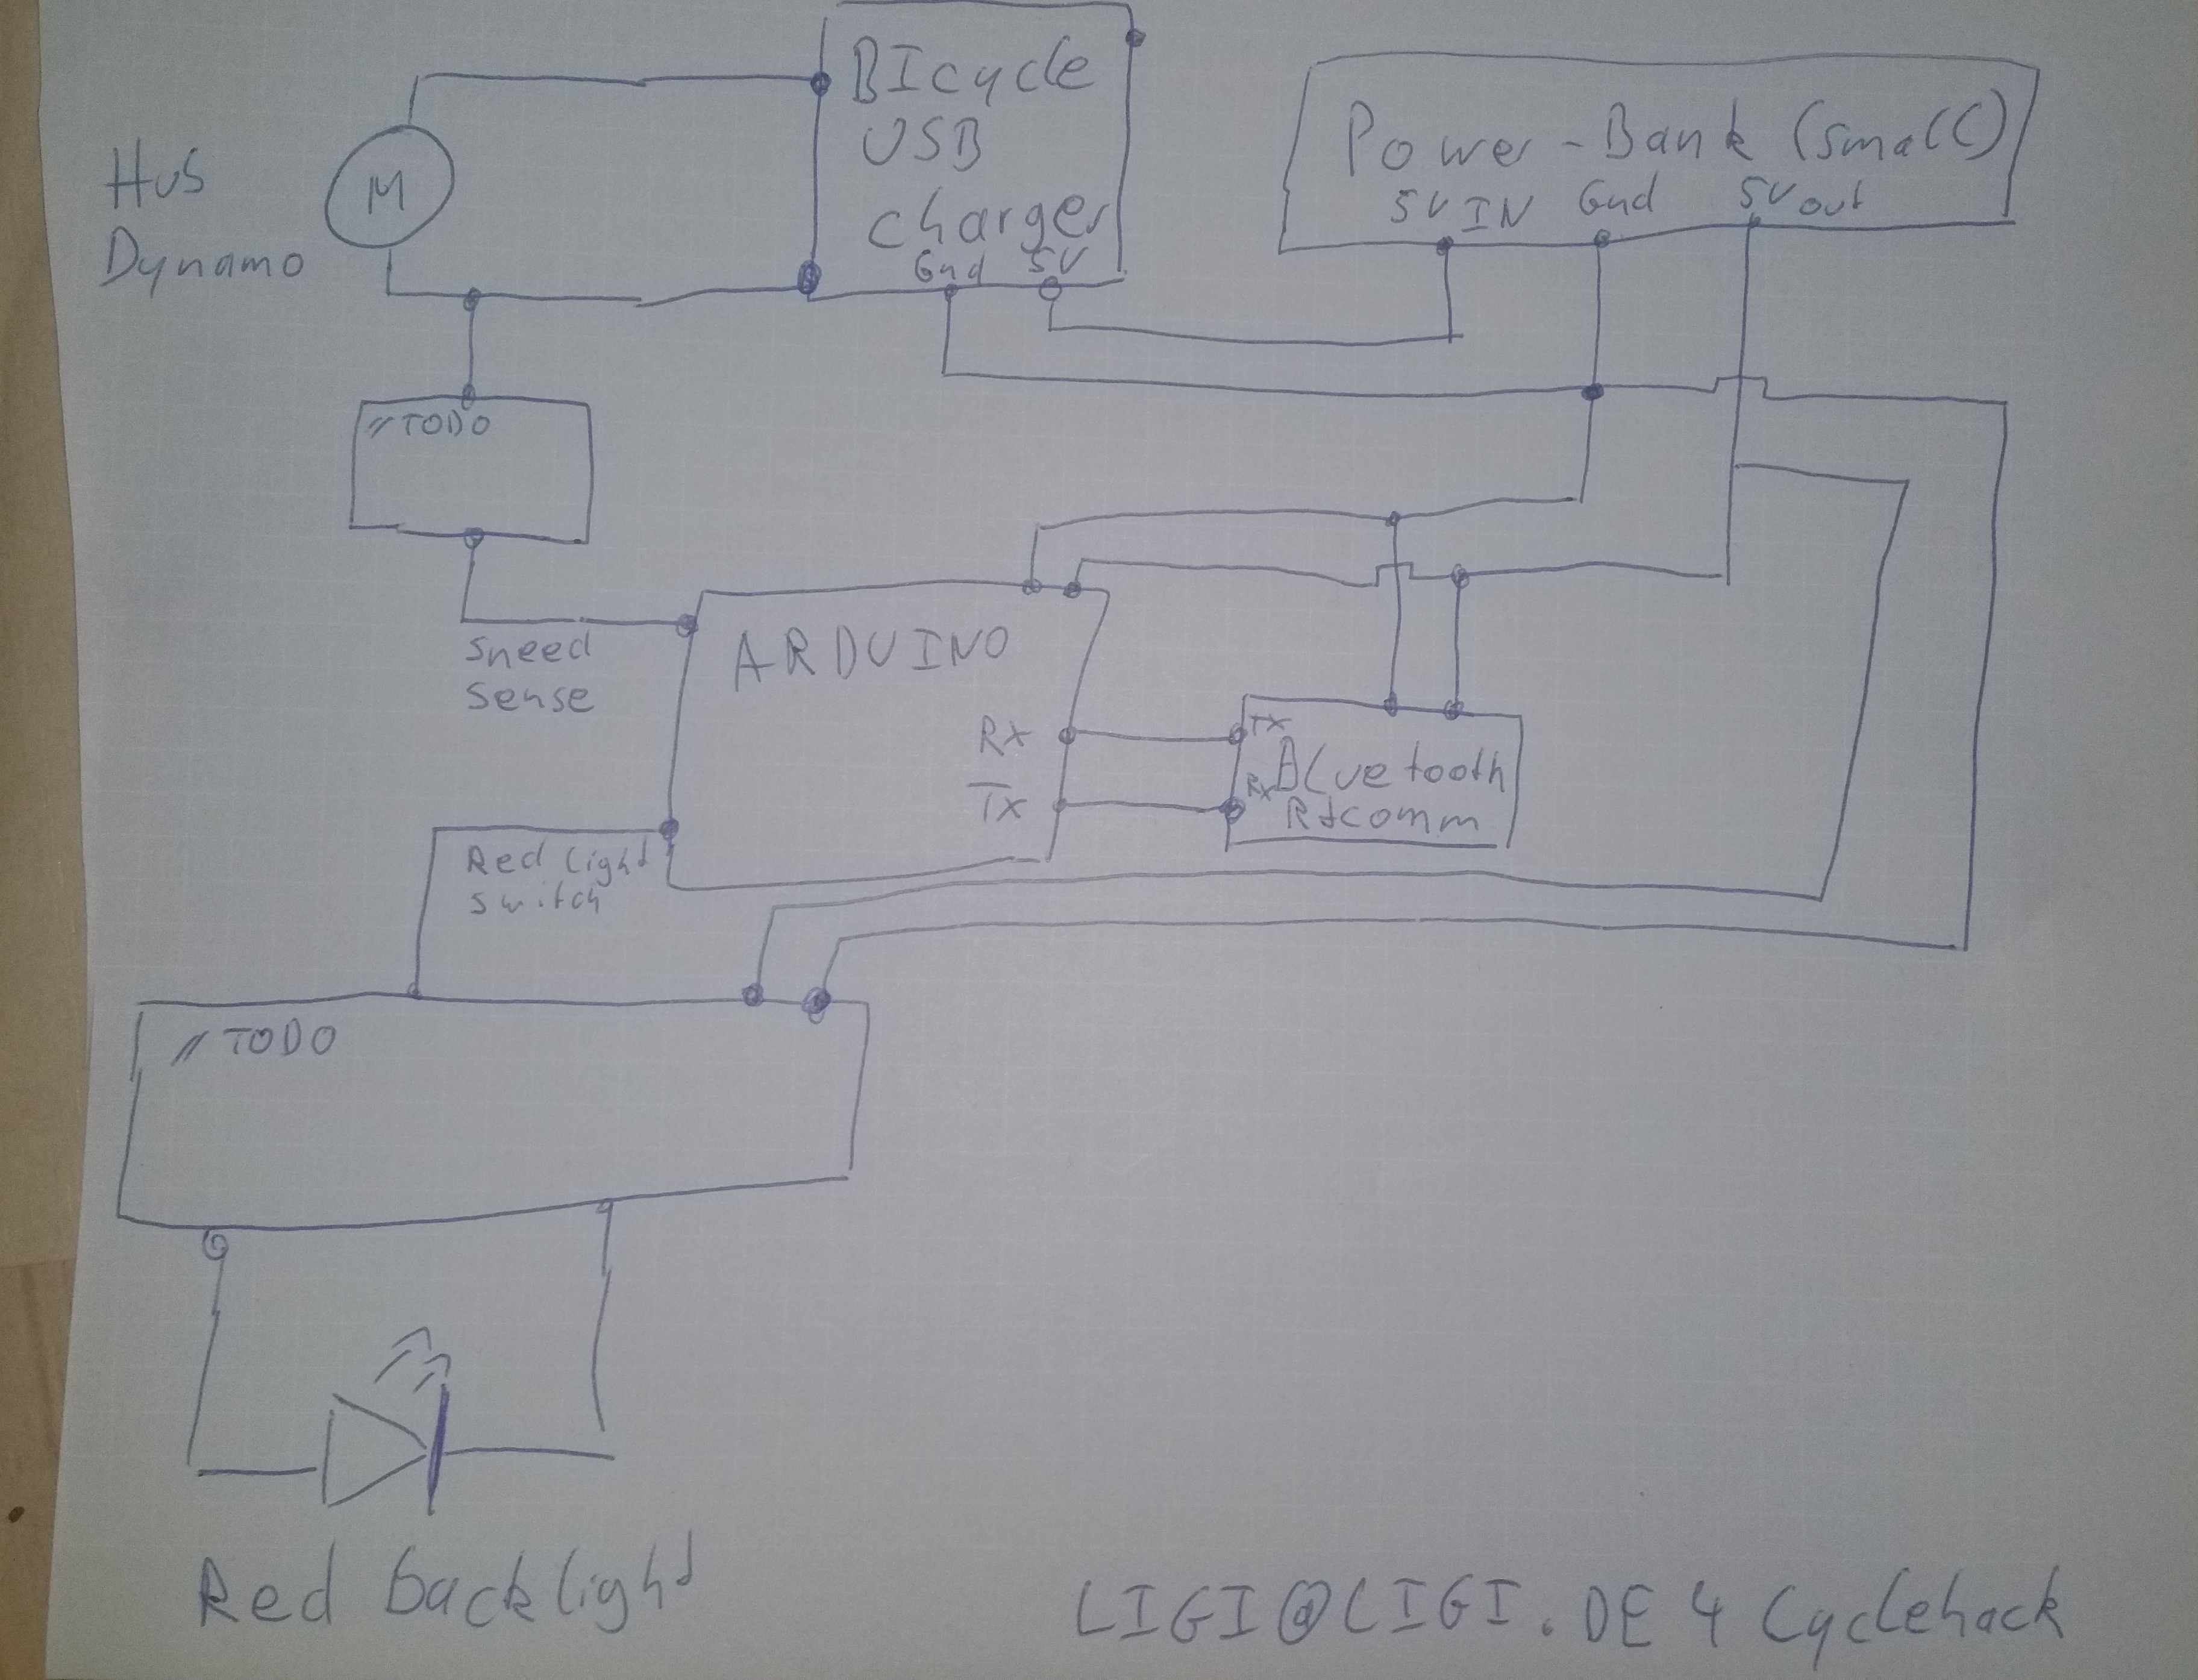 BIcycle
USB
charger
Gnd 5V
Power-Bank (small)
5V IN Gnd 5V out
Hub
Dynamo
M
//TODO
Sneed
sense
ARDUINO
Rx
Tx
TX
Rx
Bluetooth
Rfcomm
Red light
switch
//TODO
Red backlight
LIGI@LIGI.DE 4 Cyclehack